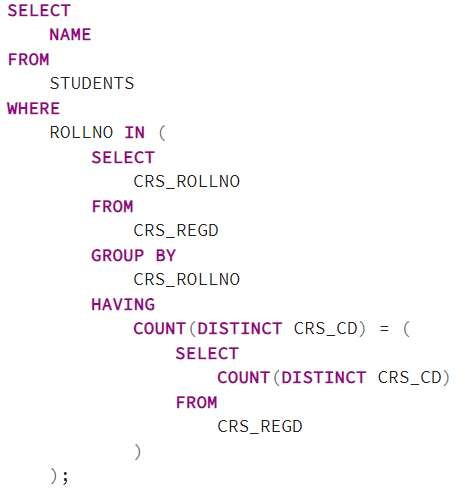 SELECT
    NAME
FROM
    STUDENTS
WHERE
    ROLLNO IN (
        SELECT
            CRS_ROLLNO
        FROM
            CRS_REGD
        GROUP BY
            CRS_ROLLNO
        HAVING
            COUNT(DISTINCT CRS_CD) = (
                SELECT
                    COUNT(DISTINCT CRS_CD)
                FROM
                    CRS_REGD
            )
    );